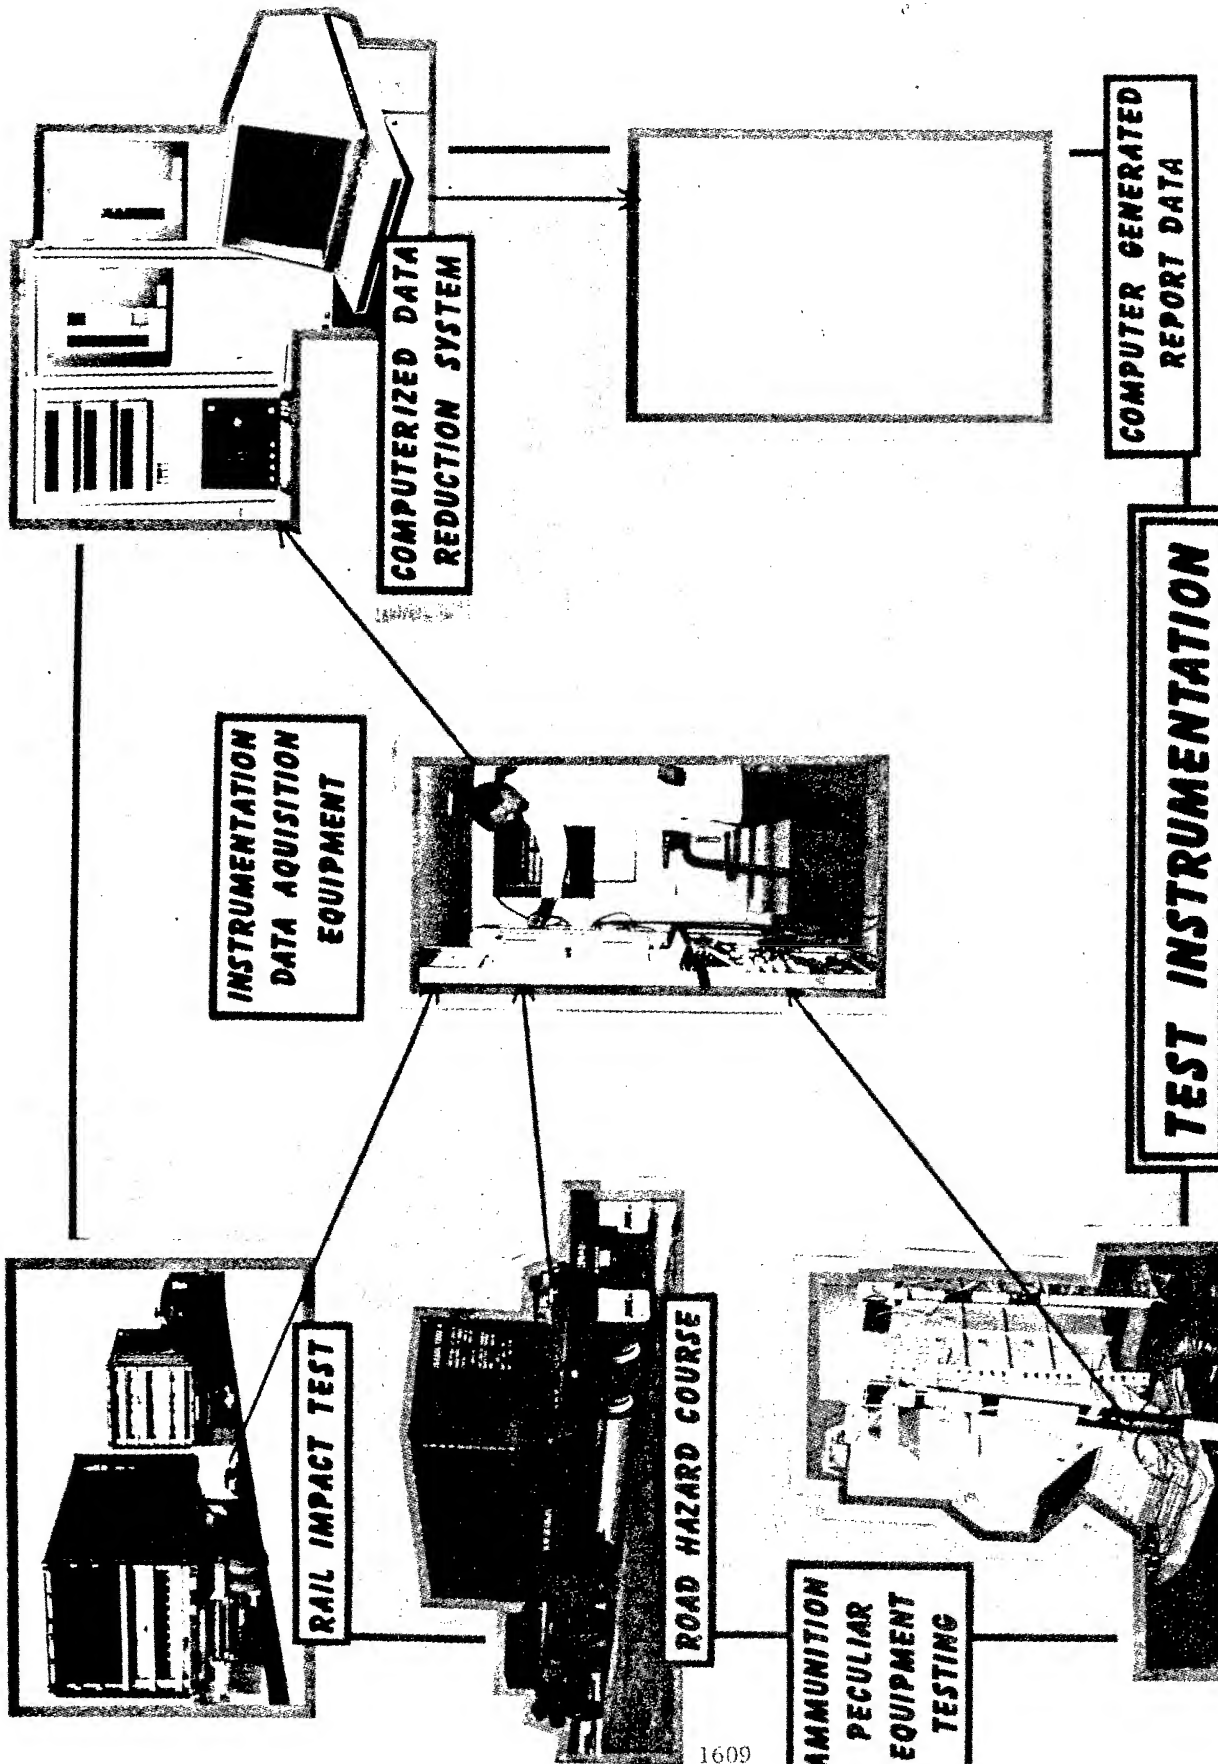 RAIL IMPACT TEST
ROAD HAZARD COURSE
AMMUNITION
PECULIAR
EQUIPMENT
TESTING
INSTRUMENTATION
DATA AQUISITION
EQUIPMENT
COMPUTERIZED DATA
REDUCTION SYSTEM
COMPUTER GENERATED
REPORT DATA
TEST INSTRUMENTATION
1609